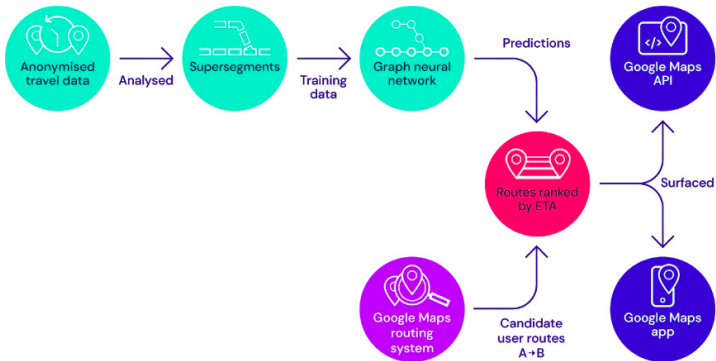 Anonymised
travel data
Analysed
Supersegments
Training
data
Graph neural
network
Predictions
</>
Google Maps
API
Routes ranked
by ETA
Surfaced
Google Maps
routing
system
Candidate
user routes
A→B
Google Maps
app